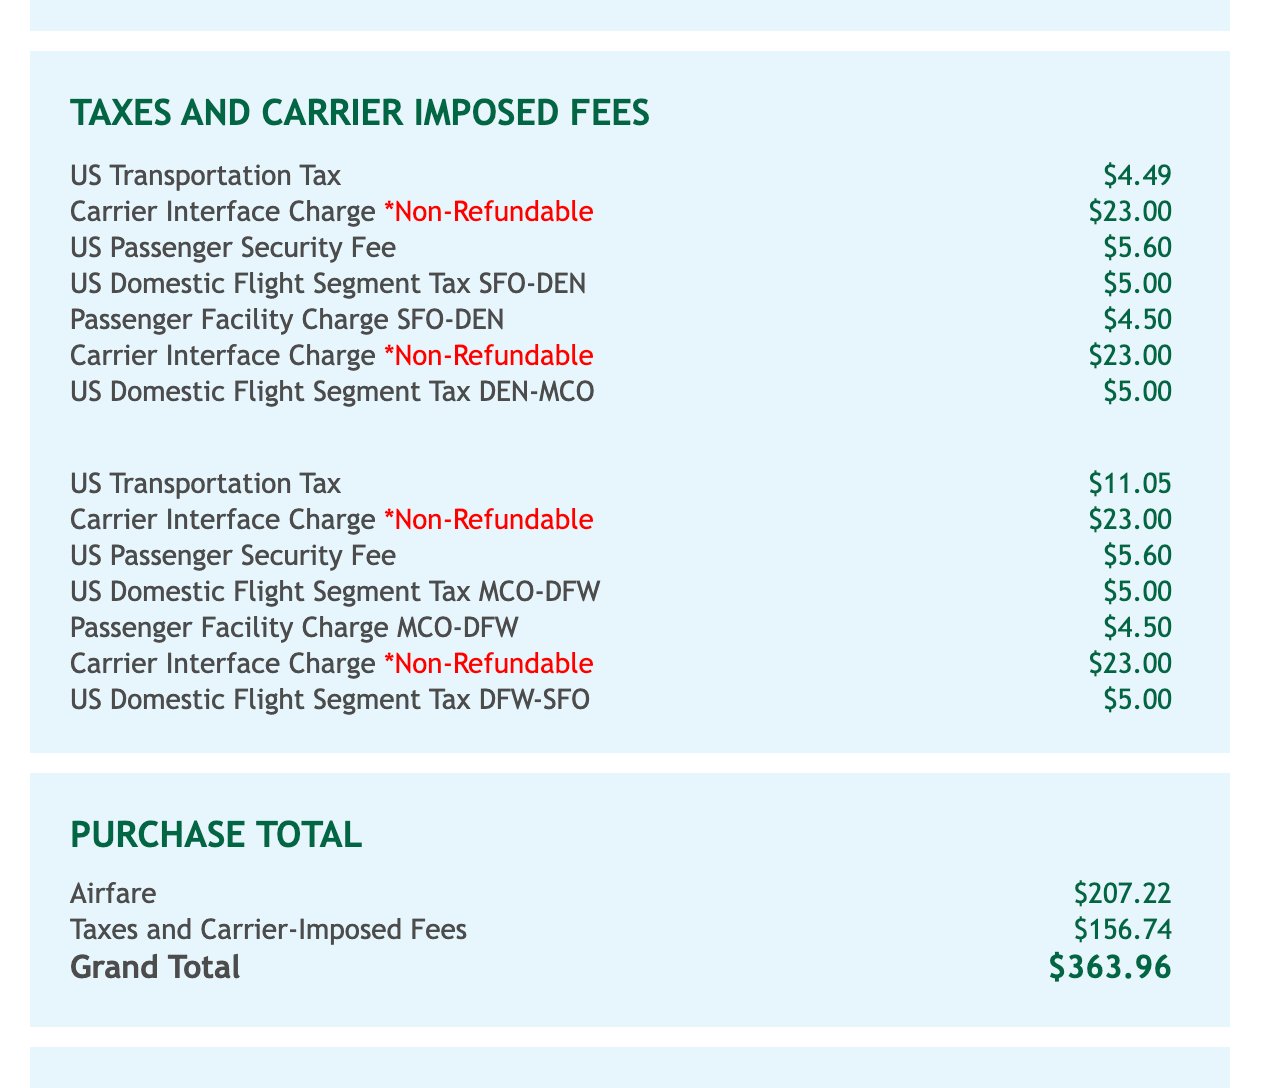 TAXES AND CARRIER IMPOSED FEES
US Transportation Tax $4.49
Carrier Interface Charge *Non-Refundable $23.00
US Passenger Security Fee $5.60
US Domestic Flight Segment Tax SFO-DEN $5.00
Passenger Facility Charge SFO-DEN $4.50
Carrier Interface Charge *Non-Refundable $23.00
US Domestic Flight Segment Tax DEN-MCO $5.00
US Transportation Tax $11.05
Carrier Interface Charge *Non-Refundable $23.00
US Passenger Security Fee $5.60
US Domestic Flight Segment Tax MCO-DFW $5.00
Passenger Facility Charge MCO-DFW $4.50
Carrier Interface Charge *Non-Refundable $23.00
US Domestic Flight Segment Tax DFW-SFO $5.00
PURCHASE TOTAL
Airfare $207.22
Taxes and Carrier-Imposed Fees $156.74
Grand Total $363.96